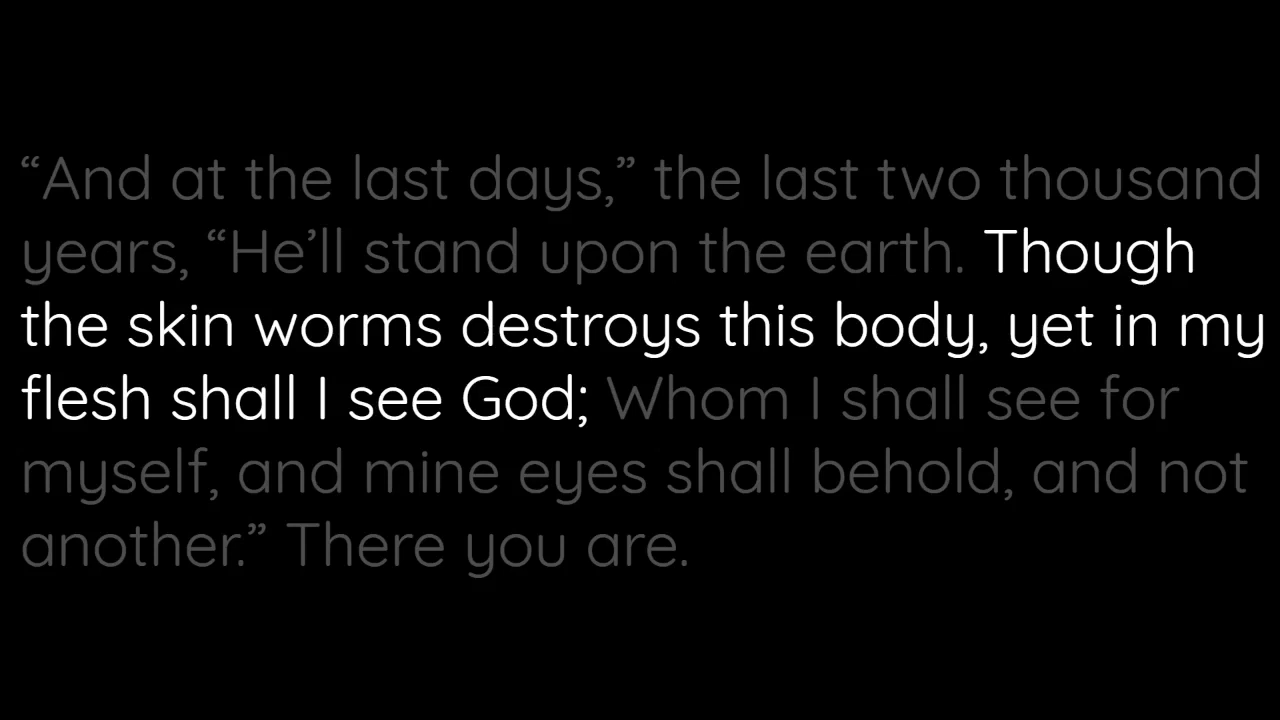 “And at the last days,” the last two thousand
years, “He’ll stand upon the earth. Though
the skin worms destroys this body, yet in my
flesh shall I see God; Whom I shall see for
myself, and mine eyes shall behold, and not
another.” There you are.